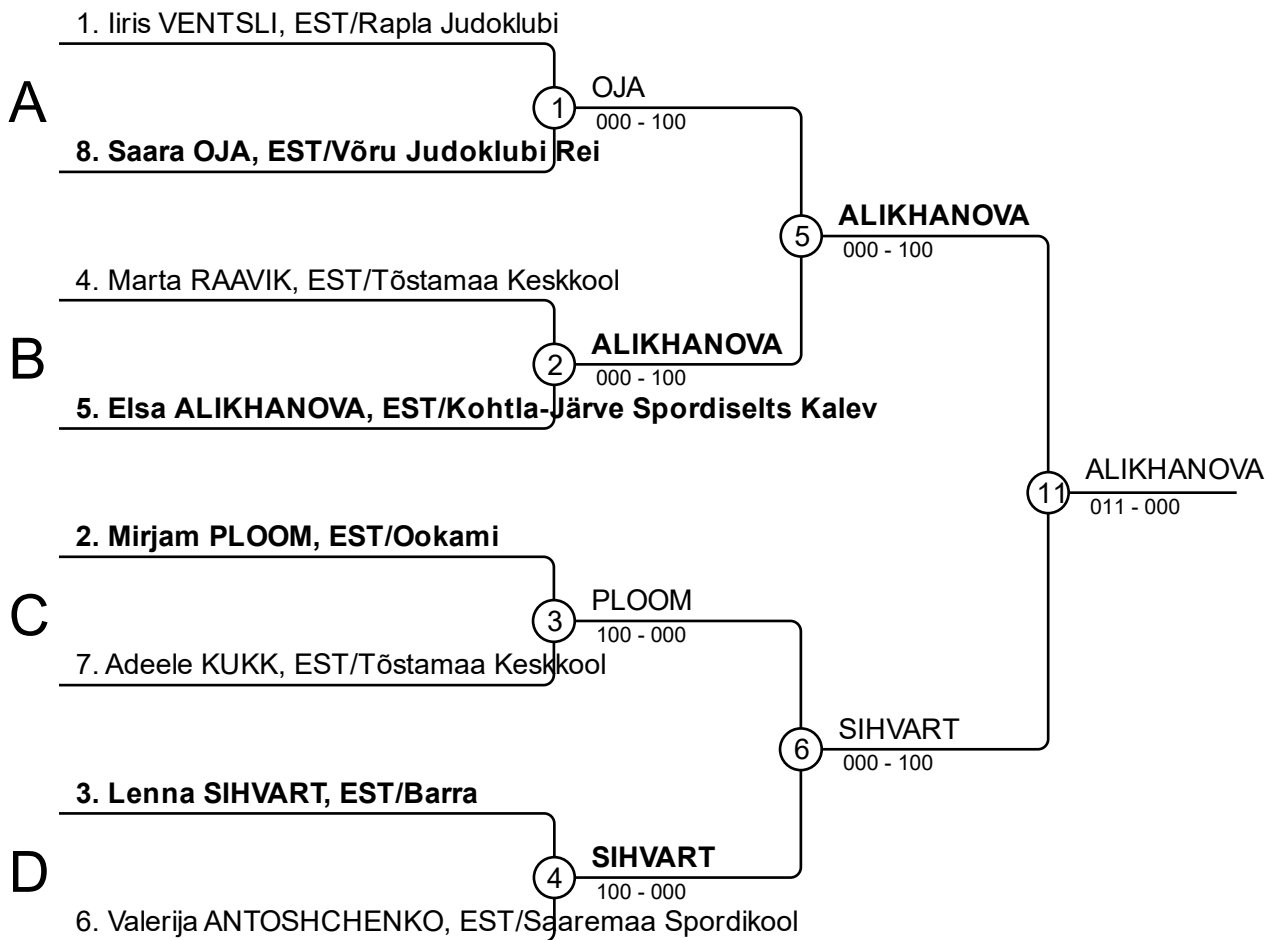 1. Iiris VENTSLI, EST/Rapla Judoklubi
A
1
OJA
000 - 100
8. Saara OJA, EST/Võru Judoklubi Rei
5
ALIKHANOVA
000 - 100
4. Marta RAAVIK, EST/Tõstamaa Keskkool
B
2
ALIKHANOVA
000 - 100
5. Elsa ALIKHANOVA, EST/Kohtla-Järve Spordiselts Kalev
11
ALIKHANOVA
011 - 000
2. Mirjam PLOOM, EST/Ookami
C
3
PLOOM
100 - 000
7. Adeele KUKK, EST/Tõstamaa Keskkool
6
SIHVART
000 - 100
3. Lenna SIHVART, EST/Barra
D
4
SIHVART
100 - 000
6. Valerija ANTOSHCHENKO, EST/Saaremaa Spordikool